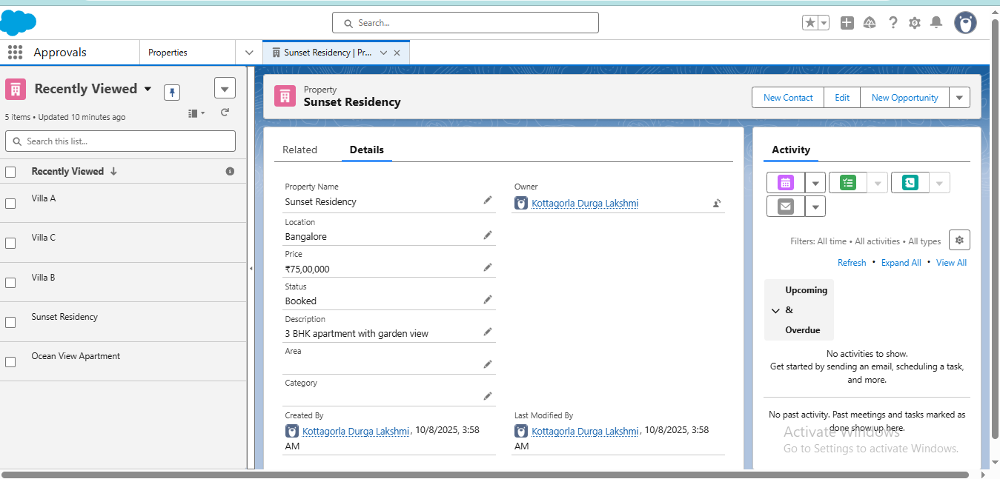 Search...
Approvals
Properties
Sunset Residency | Pr...
Recently Viewed
5 items • Updated 10 minutes ago
Search this list...
Recently Viewed
Villa A
Villa C
Villa B
Sunset Residency
Ocean View Apartment
Property
Sunset Residency
New Contact
Edit
New Opportunity
Related
Details
Property Name
Sunset Residency
Owner
Kottagorla Durga Lakshmi
Location
Bangalore
Price
₹75,00,000
Status
Booked
Description
3 BHK apartment with garden view
Area
Category
Created By
Kottagorla Durga Lakshmi, 10/8/2025, 3:58
AM
Last Modified By
Kottagorla Durga Lakshmi, 10/8/2025, 3:58
AM
Activity
Filters: All time • All activities • All types
Refresh • Expand All • View All
Upcoming
&
Overdue
No activities to show.
Get started by sending an email, scheduling a task,
and more.
No past activity. Past meetings and tasks marked as
done show up here.
Activate Windows
Go to Settings to activate Windows.